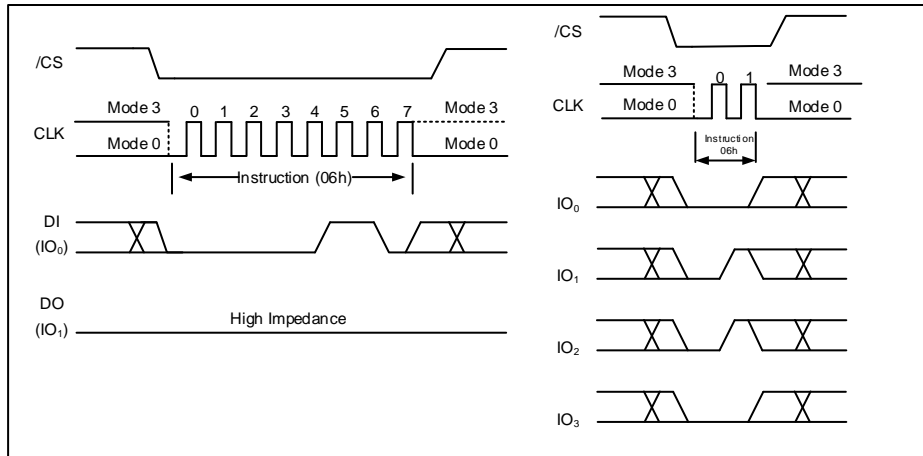 /CS
Mode 3
0 1 2 3 4 5 6 7
Mode 3
CLK
Mode 0
Mode 0
Instruction (06h)
DI
(IO₀)
DO
(IO₁)
High Impedance
/CS
Mode 3
0 1
Mode 3
CLK
Mode 0
Mode 0
Instruction
06h
IO₀
IO₁
IO₂
IO₃